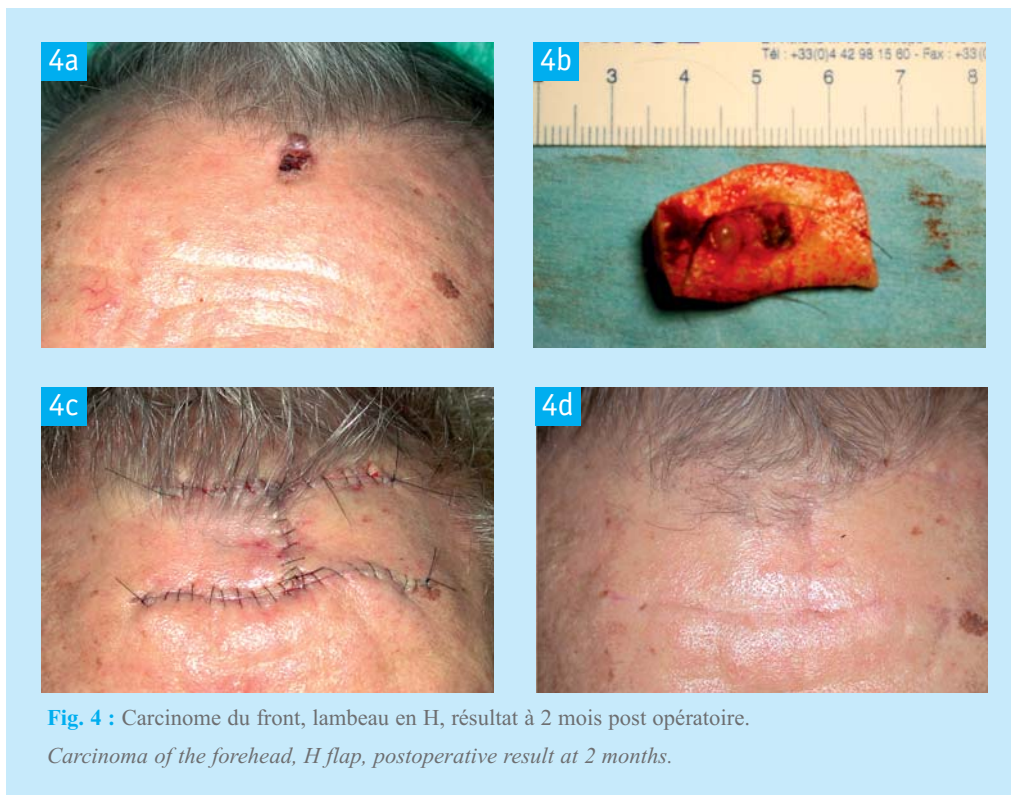 4a
4b
Tél : +33(0)4 42 98 15 60 - Fax : +33(0
3 4 5 6 7 8
4c
4d
Fig. 4 : Carcinome du front, lambeau en H, résultat à 2 mois post opératoire.
Carcinoma of the forehead, H flap, postoperative result at 2 months.